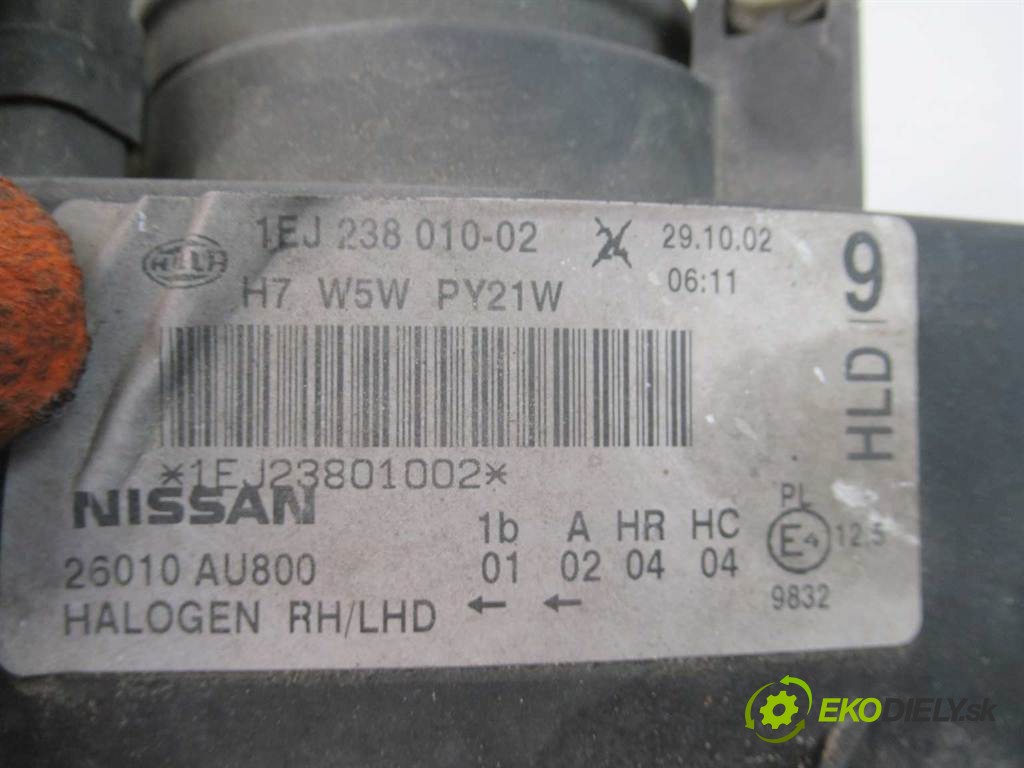 1EJ 238 010-02 24 29.10.02
HELLA H7 W5W PY21W 06:11
9
HLD
*1EJ23801002*
NISSAN
1b A HR HC PL
26010 AU800 01 02 04 04 E4 12,5
HALOGEN RH/LHD ← ← 9832
EKODIELY.sk